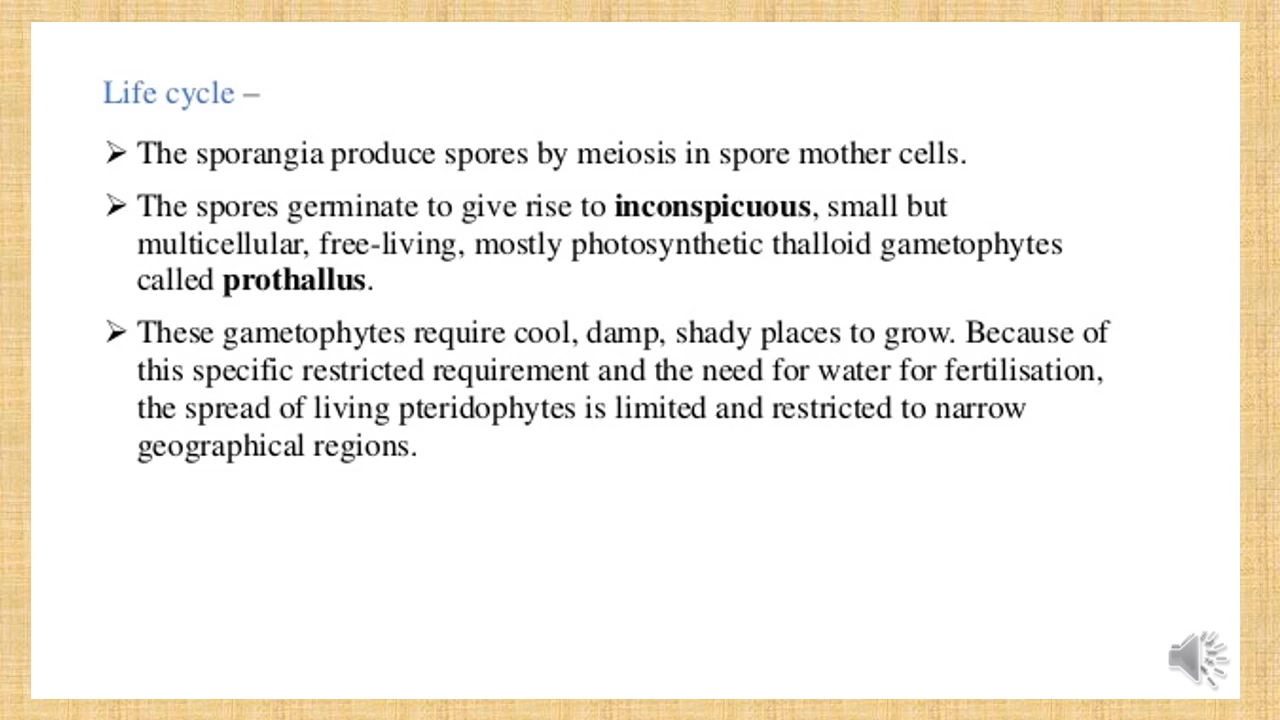 Life cycle –
➢ The sporangia produce spores by meiosis in spore mother cells.
➢ The spores germinate to give rise to inconspicuous, small but
multicellular, free-living, mostly photosynthetic thalloid gametophytes
called prothallus.
➢ These gametophytes require cool, damp, shady places to grow. Because of
this specific restricted requirement and the need for water for fertilisation,
the spread of living pteridophytes is limited and restricted to narrow
geographical regions.